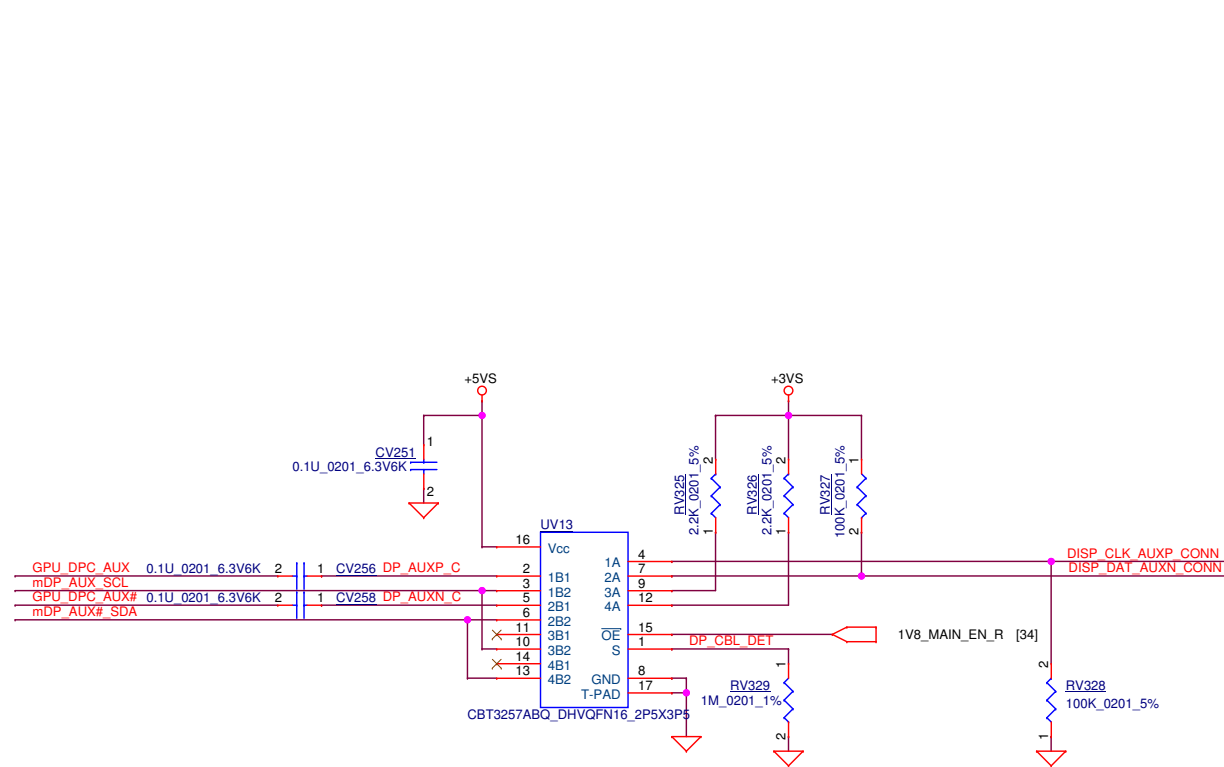 +5VS
+3VS
1
CV251
0.1U_0201_6.3V6K
2
2
RV325
2.2K_0201_5%
1
2
RV326
2.2K_0201_5%
1
1
RV327
100K_0201_5%
2
UV13
16 Vcc
GPU_DPC_AUX 0.1U_0201_6.3V6K 2 1 CV256 DP_AUXP_C 2 1B1
mDP_AUX_SCL 3 1B2
GPU_DPC_AUX# 0.1U_0201_6.3V6K 2 1 CV258 DP_AUXN_C 5 2B1
mDP_AUX#_SDA 6 2B2
11 3B1
10 3B2
14 4B1
13 4B2
1A 4 DISP_CLK_AUXP_CONN
2A 7 DISP_DAT_AUXN_CONN
3A 9
4A 12
OE 15 1V8_MAIN_EN_R [34]
S 1 DP_CBL_DET
GND 8
T-PAD 17
CBT3257ABQ_DHVQFN16_2P5X3P5
1
RV329
1M_0201_1%
2
2
RV328
100K_0201_5%
1